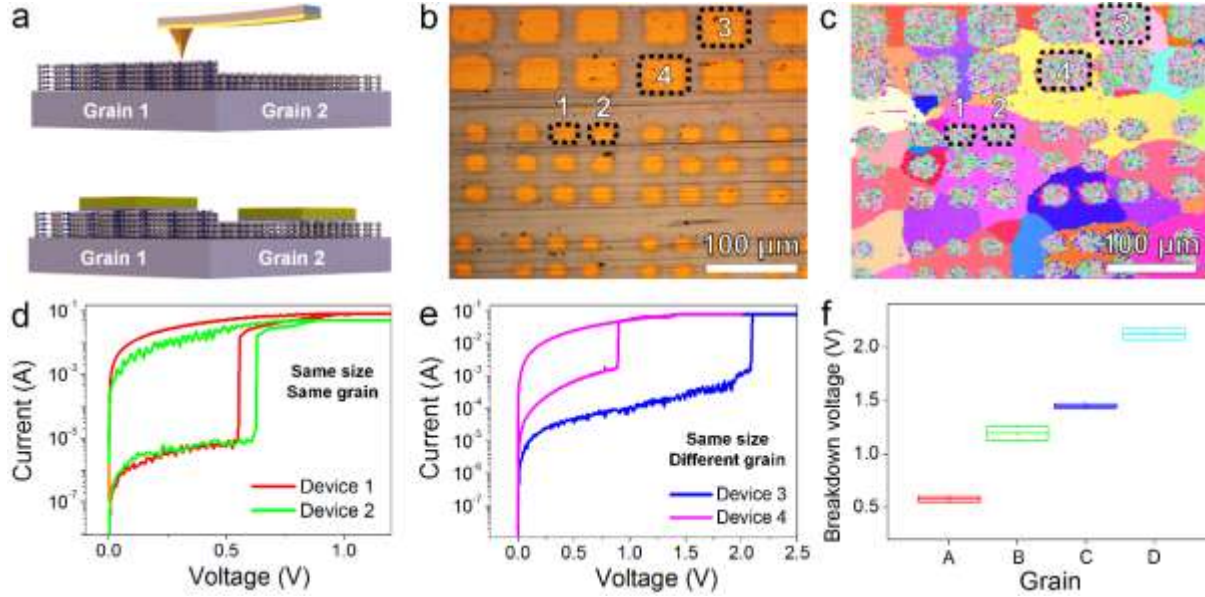 a
Grain 1 Grain 2
Grain 1 Grain 2
b
3
4
1 2
100 μm
c
3
4
1 2
100 μm
d
Current (A)
10⁻¹
10⁻³
10⁻⁵
10⁻⁷
Same size
Same grain
Device 1
Device 2
0.0 0.5 1.0
Voltage (V)
e
Current (A)
10⁻¹
10⁻²
10⁻³
10⁻⁴
10⁻⁵
10⁻⁶
10⁻⁷
Same size
Different grain
Device 3
Device 4
0.0 0.5 1.0 1.5 2.0 2.5
Voltage (V)
f
Breakdown voltage (V)
2.0
1.5
1.0
0.5
A B C D
Grain